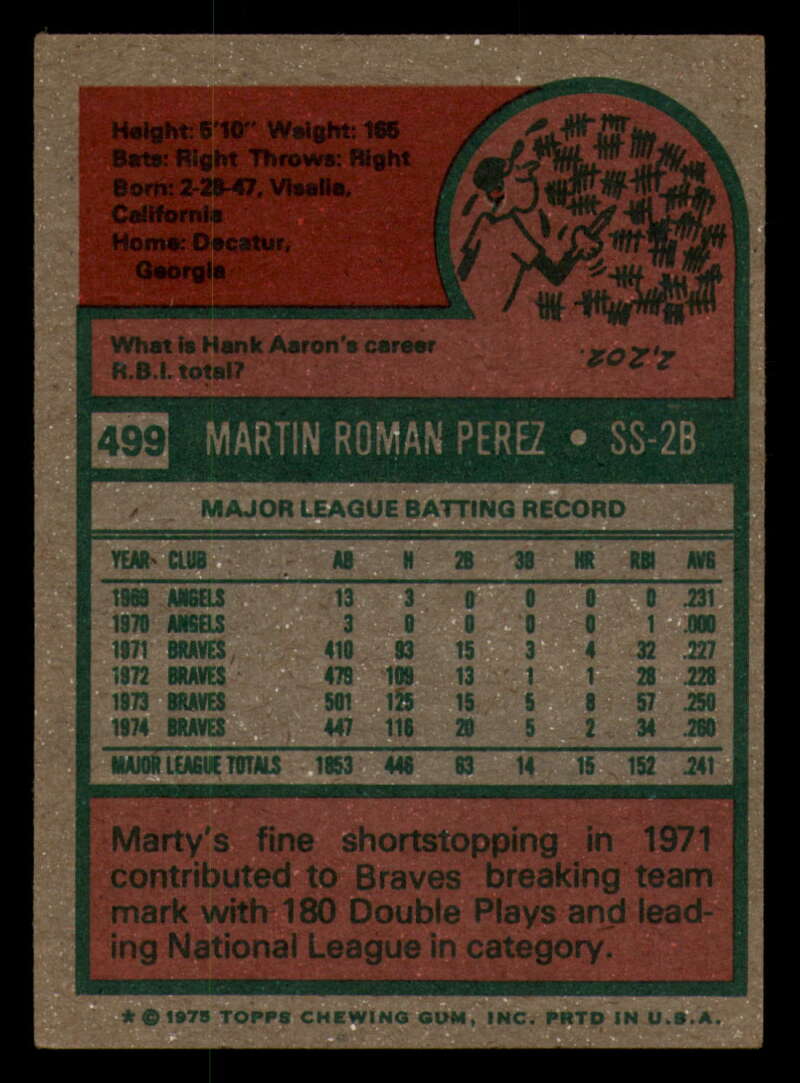 Height: 5'10" Weight: 165
Bats: Right Throws: Right
Born: 2-28-47, Visalia,
California
Home: Decatur,
Georgia
What is Hank Aaron's career
R.B.I. total?
2,202.
499 MARTIN ROMAN PEREZ • SS-2B
MAJOR LEAGUE BATTING RECORD
YEAR CLUB AB H 2B 3B HR RBI AVG
1969 ANGELS 13 3 0 0 0 0 .231
1970 ANGELS 3 0 0 0 0 1 .000
1971 BRAVES 410 93 15 3 4 32 .227
1972 BRAVES 479 109 13 1 1 28 .228
1973 BRAVES 501 125 15 5 8 57 .250
1974 BRAVES 447 116 20 5 2 34 .260
MAJOR LEAGUE TOTALS 1853 446 63 14 15 152 .241
Marty's fine shortstopping in 1971
contributed to Braves breaking team
mark with 180 Double Plays and lead-
ing National League in category.
* © 1975 TOPPS CHEWING GUM, INC. PRTD IN U.S.A.